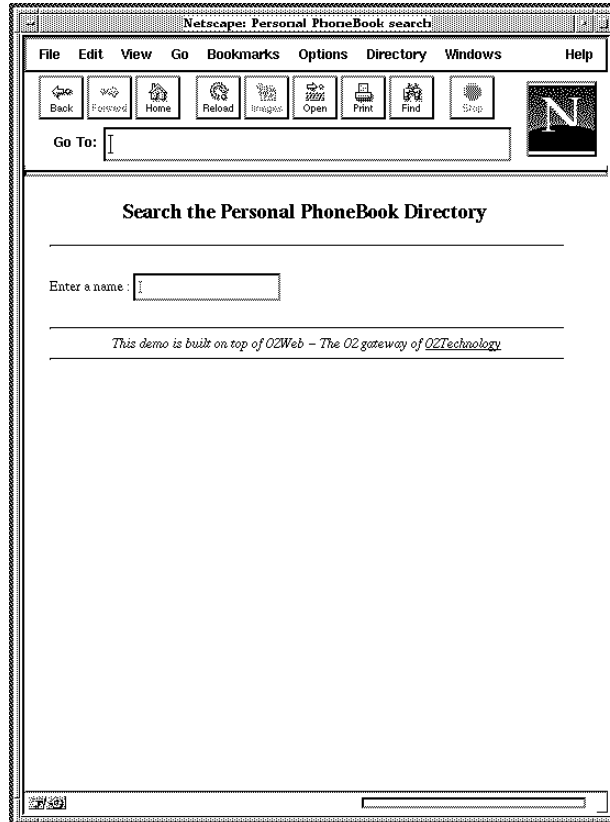 Netscape: Personal PhoneBook search
File Edit View Go Bookmarks Options Directory Windows Help
Back Forward Home Reload Images Open Print Find Stop
N
Go To:
Search the Personal PhoneBook Directory
Enter a name :
This demo is built on top of O2Web – The O2 gateway of O2Technology